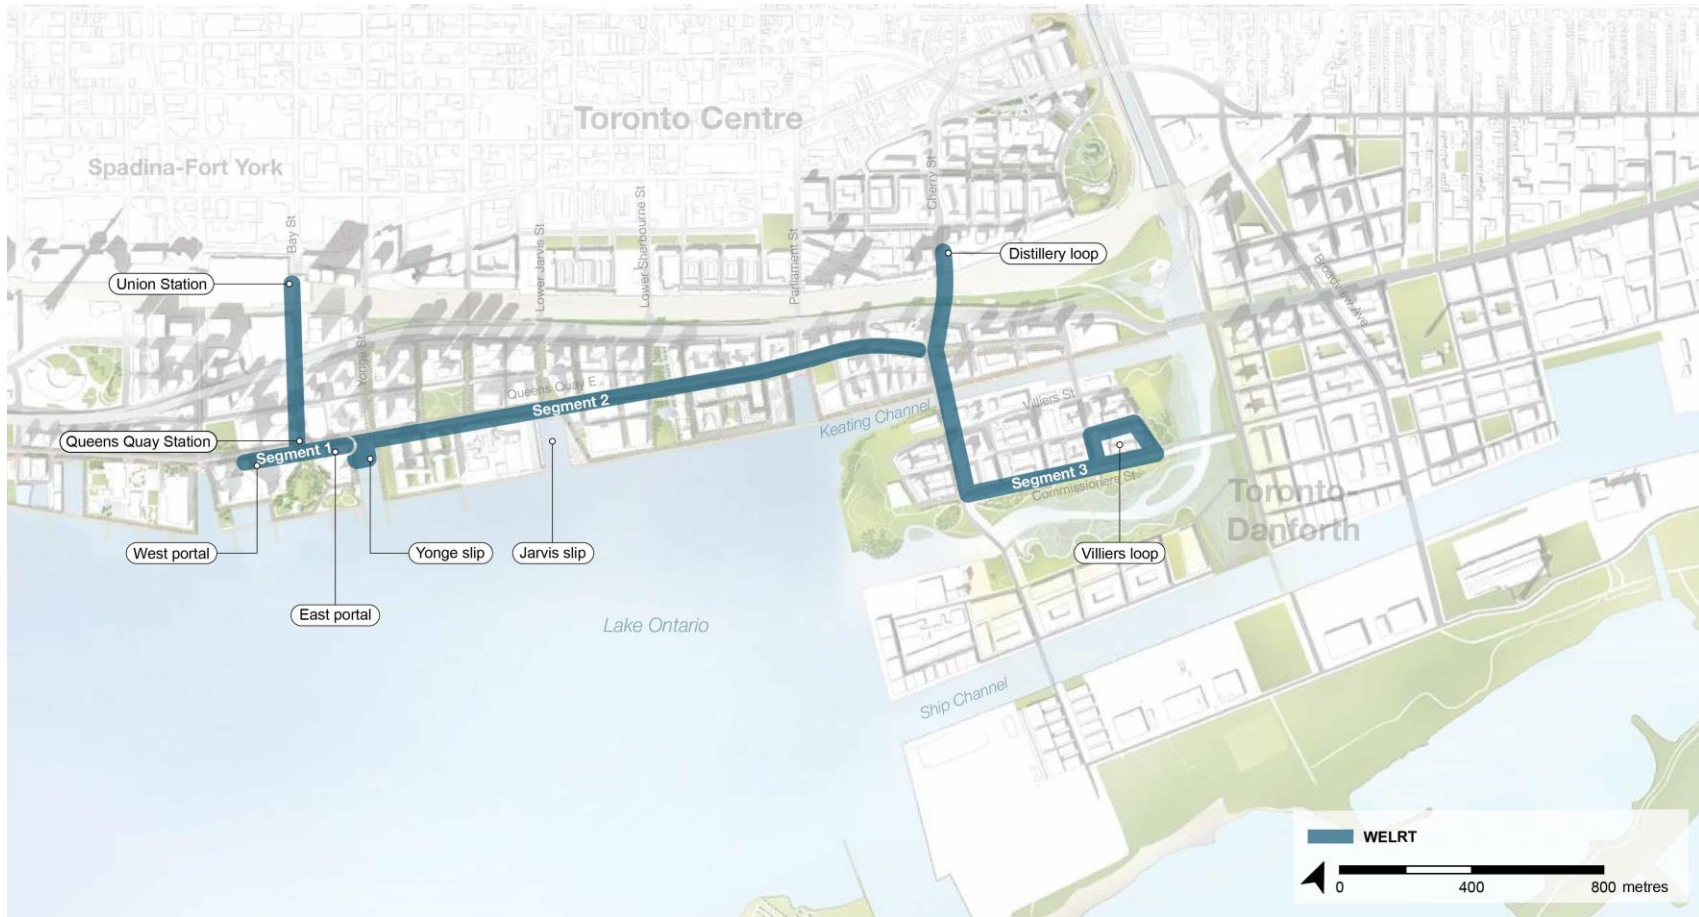 Toronto Centre
Spadina-Fort York
Cherry St
Bay St
Lower Jarvis St
Lower Sherbourne St
Parliament St
Distillery loop
Union Station
Broadview Ave
Yonge St
Queens Quay E
Segment 2
Villiers St
Keating Channel
Queens Quay Station
Segment 1
Segment 3
Commissioners St
Toronto-
Danforth
West portal
Yonge slip
Jarvis slip
Villiers loop
East portal
Lake Ontario
Ship Channel
WELRT
0 400 800 metres